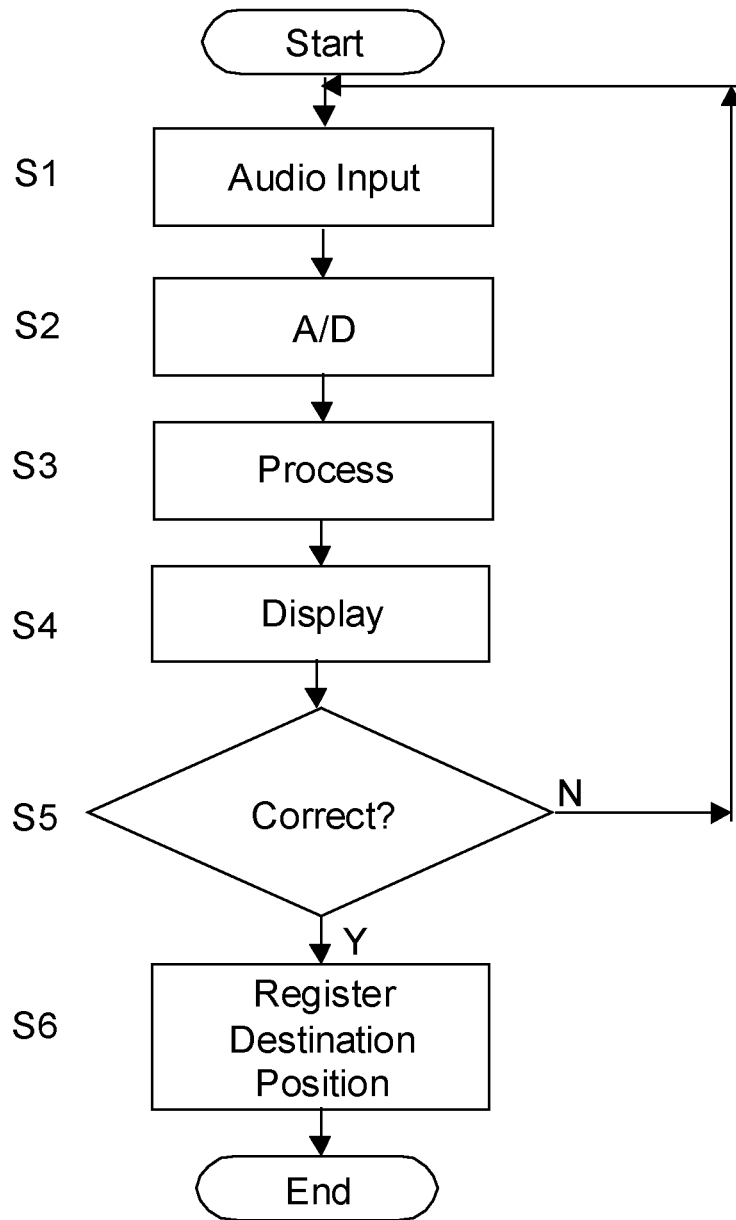 Start
S1
Audio Input
S2
A/D
S3
Process
S4
Display
S5
Correct?
N
Y
S6
Register
Destination
Position
End